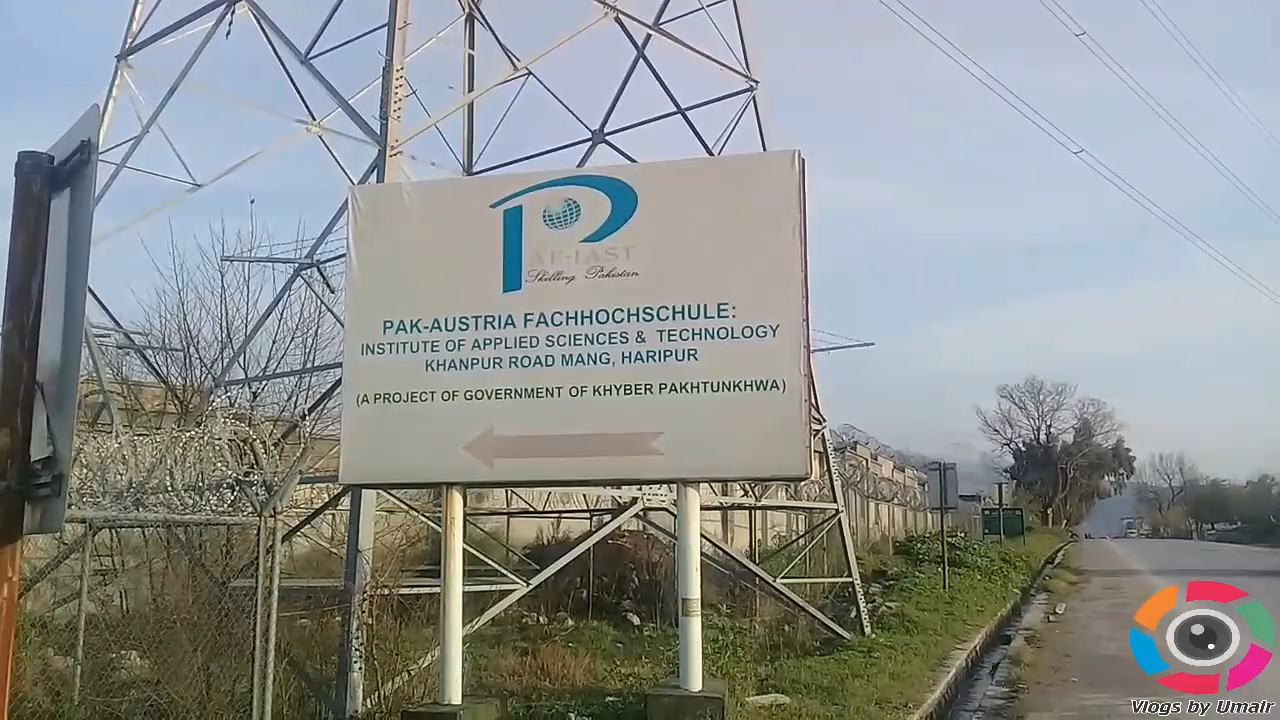 PAF-IAST
Skilling Pakistan
PAK-AUSTRIA FACHHOCHSCHULE:
INSTITUTE OF APPLIED SCIENCES & TECHNOLOGY
KHANPUR ROAD MANG, HARIPUR
(A PROJECT OF GOVERNMENT OF KHYBER PAKHTUNKHWA)
Vlogs by Umair